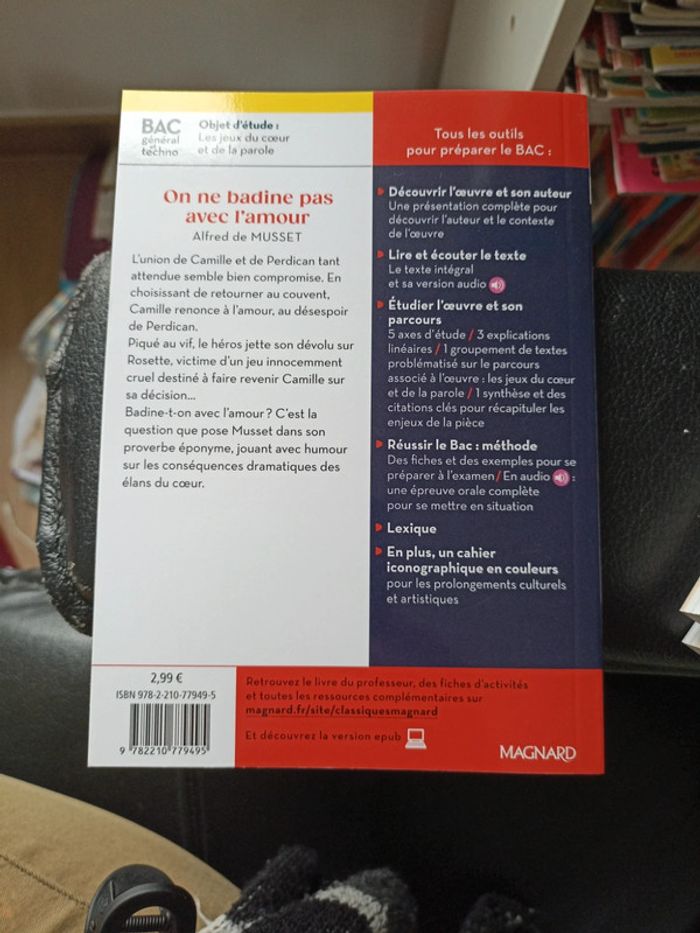 BAC
général
et
techno
Objet d'étude :
Les jeux du cœur
et de la parole
On ne badine pas
avec l'amour
Alfred de MUSSET
L'union de Camille et de Perdican tant
attendue semble bien compromise. En
choisissant de retourner au couvent,
Camille renonce à l'amour, au désespoir
de Perdican.
Piqué au vif, le héros jette son dévolu sur
Rosette, victime d'un jeu innocemment
cruel destiné à faire revenir Camille sur
sa décision...
Badine-t-on avec l'amour ? C'est la
question que pose Musset dans son
proverbe éponyme, jouant avec humour
sur les conséquences dramatiques des
élans du cœur.
Tous les outils
pour préparer le BAC :
Découvrir l'œuvre et son auteur
Une présentation complète pour
découvrir l'auteur et le contexte
de l'œuvre
Lire et écouter le texte
Le texte intégral
et sa version audio
Étudier l'œuvre et son
parcours
5 axes d'étude / 3 explications
linéaires / 1 groupement de textes
problématisé sur le parcours
associé à l'œuvre : les jeux du cœur
et de la parole / 1 synthèse et des
citations clés pour récapituler les
enjeux de la pièce
Réussir le Bac : méthode
Des fiches et des exemples pour se
préparer à l'examen / En audio :
une épreuve orale complète
pour se mettre en situation
Lexique
En plus, un cahier
iconographique en couleurs
pour les prolongements culturels
et artistiques
2,99 €
ISBN 978-2-210-77949-5
9 782210 779495
Retrouvez le livre du professeur, des fiches d'activités
et toutes les ressources complémentaires sur
magnard.fr/site/classiquesmagnard
Et découvrez la version epub
MAGNARD